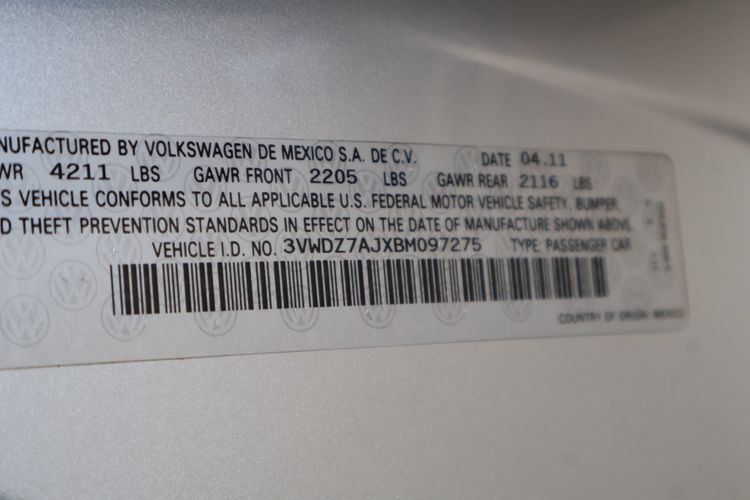 NUFACTURED BY VOLKSWAGEN DE MEXICO S.A. DE C.V. DATE 04.11
WR 4211 LBS GAWR FRONT 2205 LBS GAWR REAR 2116 LBS
S VEHICLE CONFORMS TO ALL APPLICABLE U.S. FEDERAL MOTOR VEHICLE SAFETY, BUMPER,
D THEFT PREVENTION STANDARDS IN EFFECT ON THE DATE OF MANUFACTURE SHOWN ABOVE.
VEHICLE I.D. NO. 3VWDZ7AJXBM097275 TYPE: PASSENGER CAR
COUNTRY OF ORIGIN: MEXICO